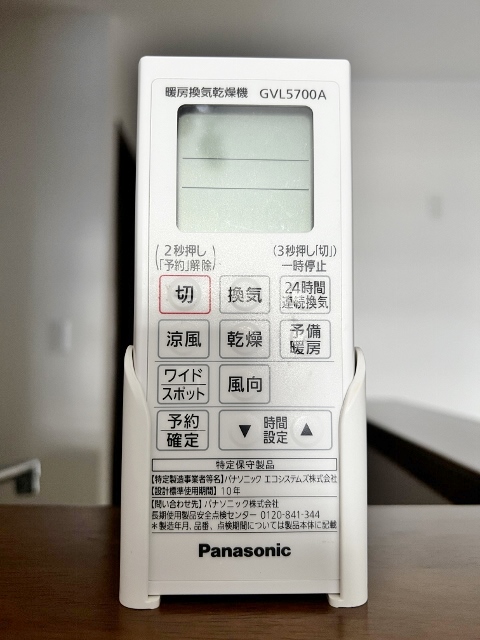 暖房換気乾燥機 GVL5700A
(2秒押し「予約」解除)
(3秒押し「切」)
一時停止
切
換気
24時間
連続換気
涼風
乾燥
予備
暖房
ワイド
スポット
風向
予約
確定
▼ 時間設定 ▲
特定保守製品
【特定製造事業者等名】パナソニック エコシステムズ株式会社
【設計標準使用期間】10年
【問い合わせ先】パナソニック株式会社
長期使用製品安全点検センター 0120-841-344
*製造年月、品番、点検期間については製品本体に記載
Panasonic